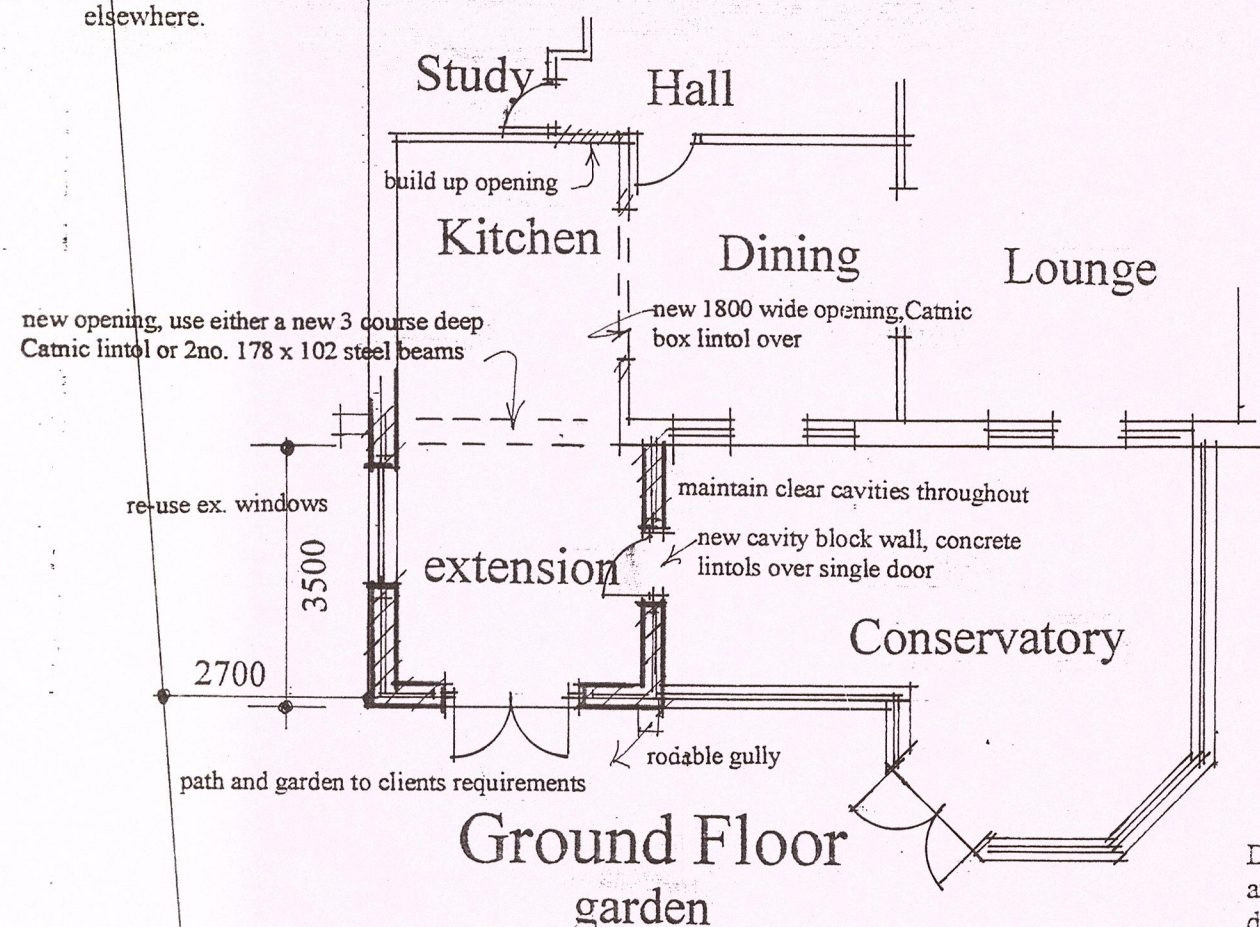 elsewhere.
Study
Hall
build up opening
Kitchen
Dining
Lounge
new 1800 wide opening,Catnic
box lintol over
new opening, use either a new 3 course deep
Catnic lintol or 2no. 178 x 102 steel beams
re-use ex. windows
maintain clear cavities throughout
new cavity block wall, concrete
lintols over single door
extension
3500
Conservatory
2700
rodable gully
path and garden to clients requirements
Ground Floor
garden